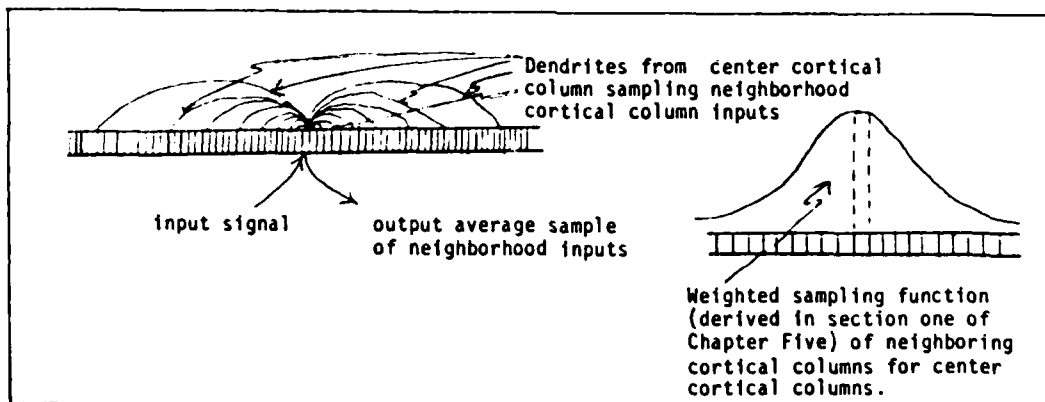 Dendrites from center cortical
column sampling neighborhood
cortical column inputs
input signal
output average sample
of neighborhood inputs
Weighted sampling function
(derived in section one of
Chapter Five) of neighboring
cortical columns for center
cortical columns.